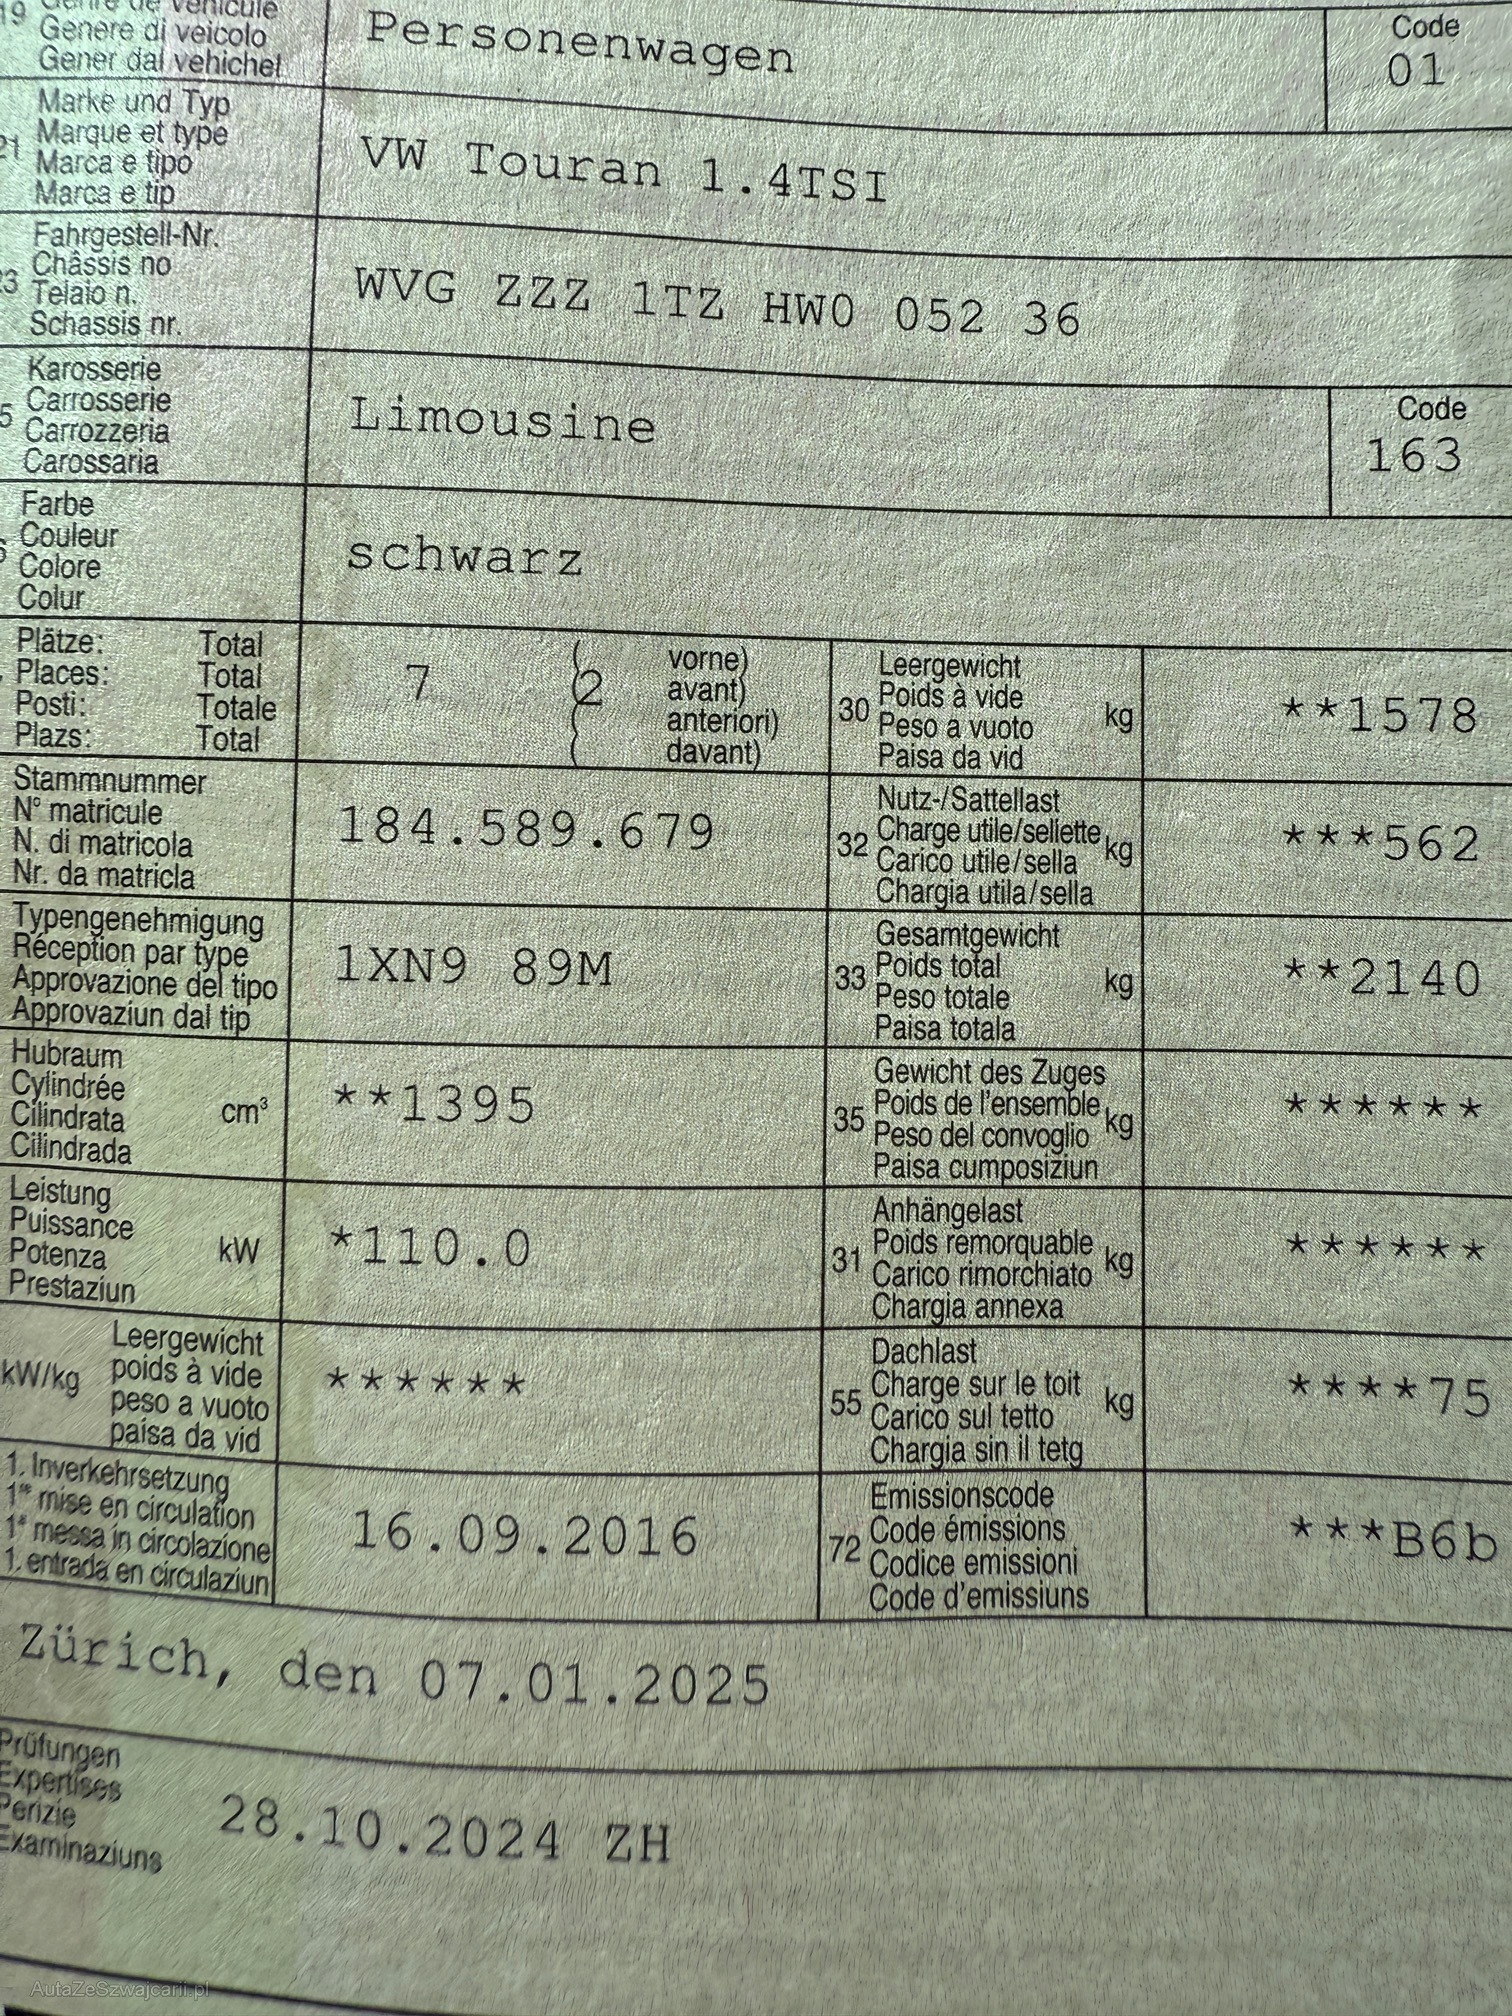 19 Genre de véhicule
Genere di veicolo
Gener dal vehichel
Personenwagen
Code
01
21 Marke und Typ
Marque et type
Marca e tipo
Marca e tip
VW Touran 1.4TSI
23 Fahrgestell-Nr.
Châssis no
Telaio n.
Schassis nr.
WVG ZZZ 1TZ HW0 052 36
5 Karosserie
Carrosserie
Carrozzeria
Carossaria
Limousine
Code
163
Farbe
Couleur
Colore
Colur
schwarz
Plätze: Total
Places: Total
Posti: Totale
Plazs: Total
7 (2
vorne)
avant)
anteriori)
davant)
30 Leergewicht
Poids à vide
Peso a vuoto
Paisa da vid
kg
**1578
Stammnummer
N° matricule
N. di matricola
Nr. da matricla
184.589.679
32 Nutz-/Sattellast
Charge utile/sellette
Carico utile/sella
Chargia utila/sella
kg
***562
Typengenehmigung
Réception par type
Approvazione del tipo
Approvaziun dal tip
1XN9 89M
33 Gesamtgewicht
Poids total
Peso totale
Paisa totala
kg
**2140
Hubraum
Cylindrée
Cilindrata
Cilindrada
cm³
**1395
35 Gewicht des Zuges
Poids de l'ensemble
Peso del convoglio
Paisa cumposiziun
kg
******
Leistung
Puissance
Potenza
Prestaziun
kW
*110.0
31 Anhängelast
Poids remorquable
Carico rimorchiato
Chargia annexa
kg
******
kW/kg
Leergewicht
poids à vide
peso a vuoto
paisa da vid
******
55 Dachlast
Charge sur le toit
Carico sul tetto
Chargia sin il tetg
kg
****75
1. Inverkehrsetzung
1re mise en circulation
1a messa in circolazione
1. entrada en circulaziun
16.09.2016
72 Emissionscode
Code émissions
Codice emissioni
Code d'emissiuns
***B6b
Zürich, den 07.01.2025
Prüfungen
Expertises
Perizie
Examinaziuns
28.10.2024 ZH
AutaZeSzwajcarii.pl